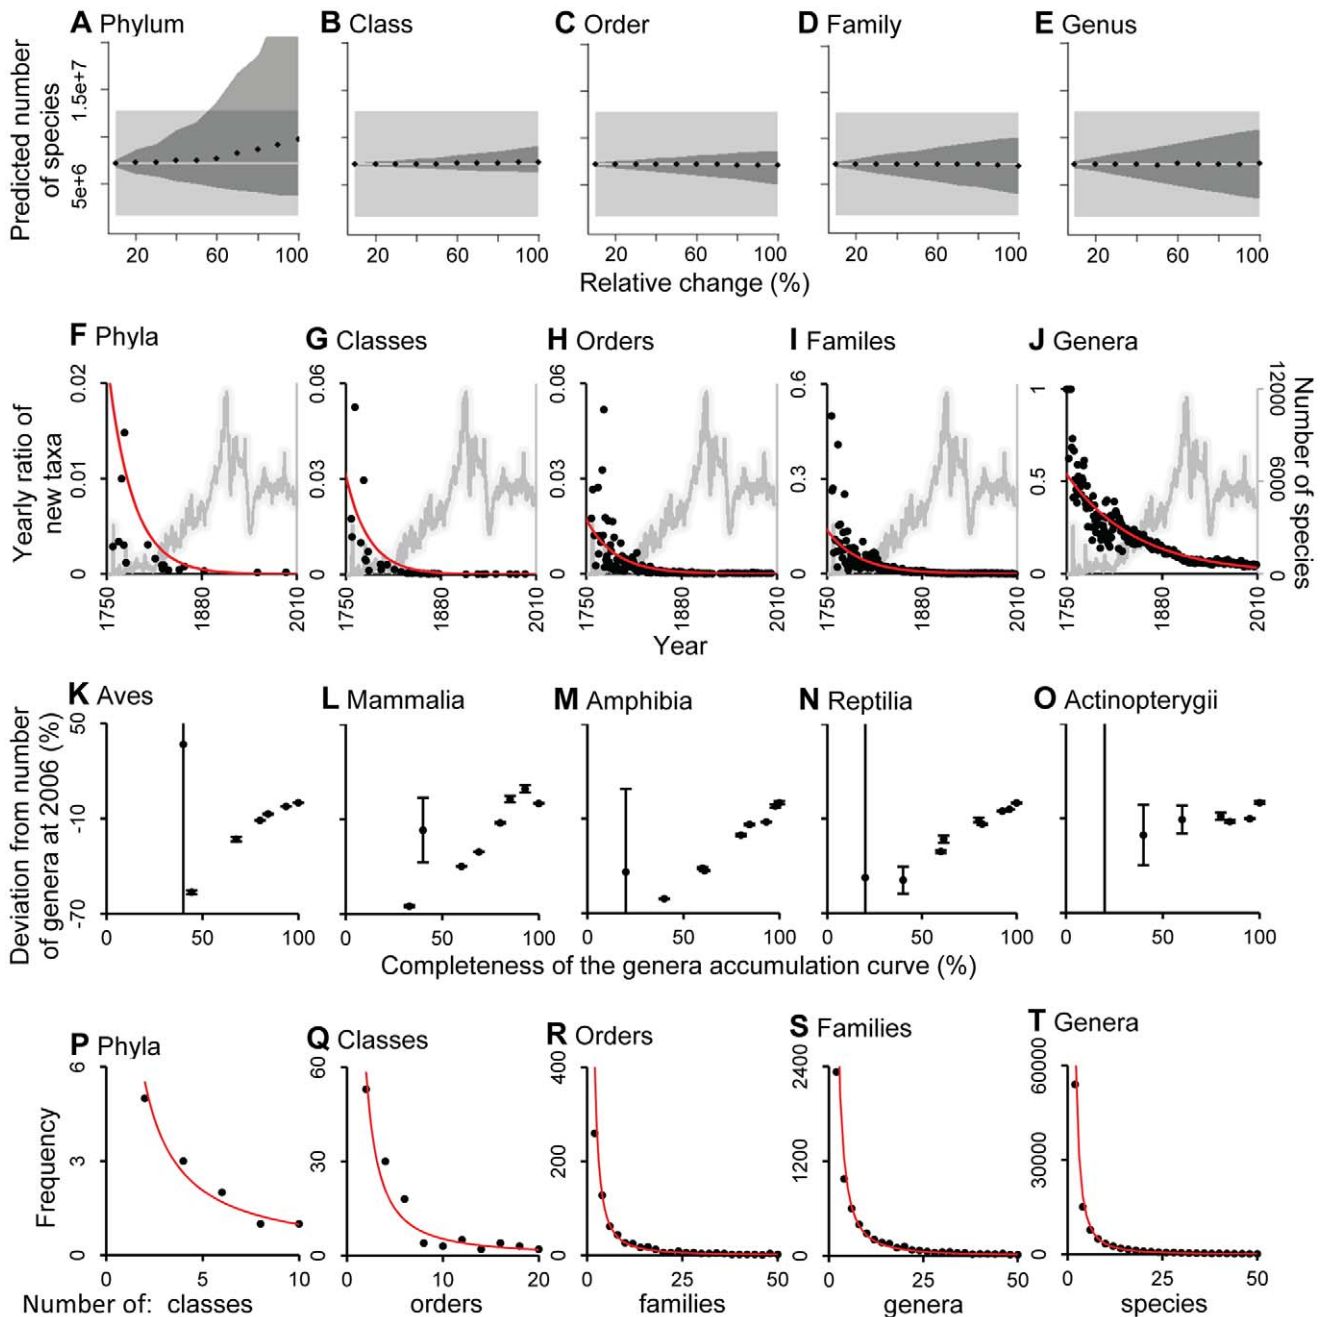 A Phylum
B Class
C Order
D Family
E Genus
Predicted number
of species
5e+6
1.5e+7
20 60 100
20 60 100
20 60 100
20 60 100
20 60 100
Relative change (%)
F Phyla
G Classes
H Orders
I Familes
J Genera
Yearly ratio of
new taxa
0 0.01 0.02
0 0.03 0.06
0 0.03 0.06
0 0.3 0.6
0 0.5 1
0 6000 12000
Number of species
1750 1880 2010
1750 1880 2010
1750 1880 2010
1750 1880 2010
1750 1880 2010
Year
K Aves
L Mammalia
M Amphibia
N Reptilia
O Actinopterygii
Deviation from number
of genera at 2006 (%)
-70 -10 50
0 50 100
0 50 100
0 50 100
0 50 100
0 50 100
Completeness of the genera accumulation curve (%)
P Phyla
Q Classes
R Orders
S Families
T Genera
Frequency
0 3 6
0 30 60
0 200 400
0 1200 2400
0 30000 60000
0 5 10
0 10 20
0 25 50
0 25 50
0 25 50
Number of: classes
orders
families
genera
species